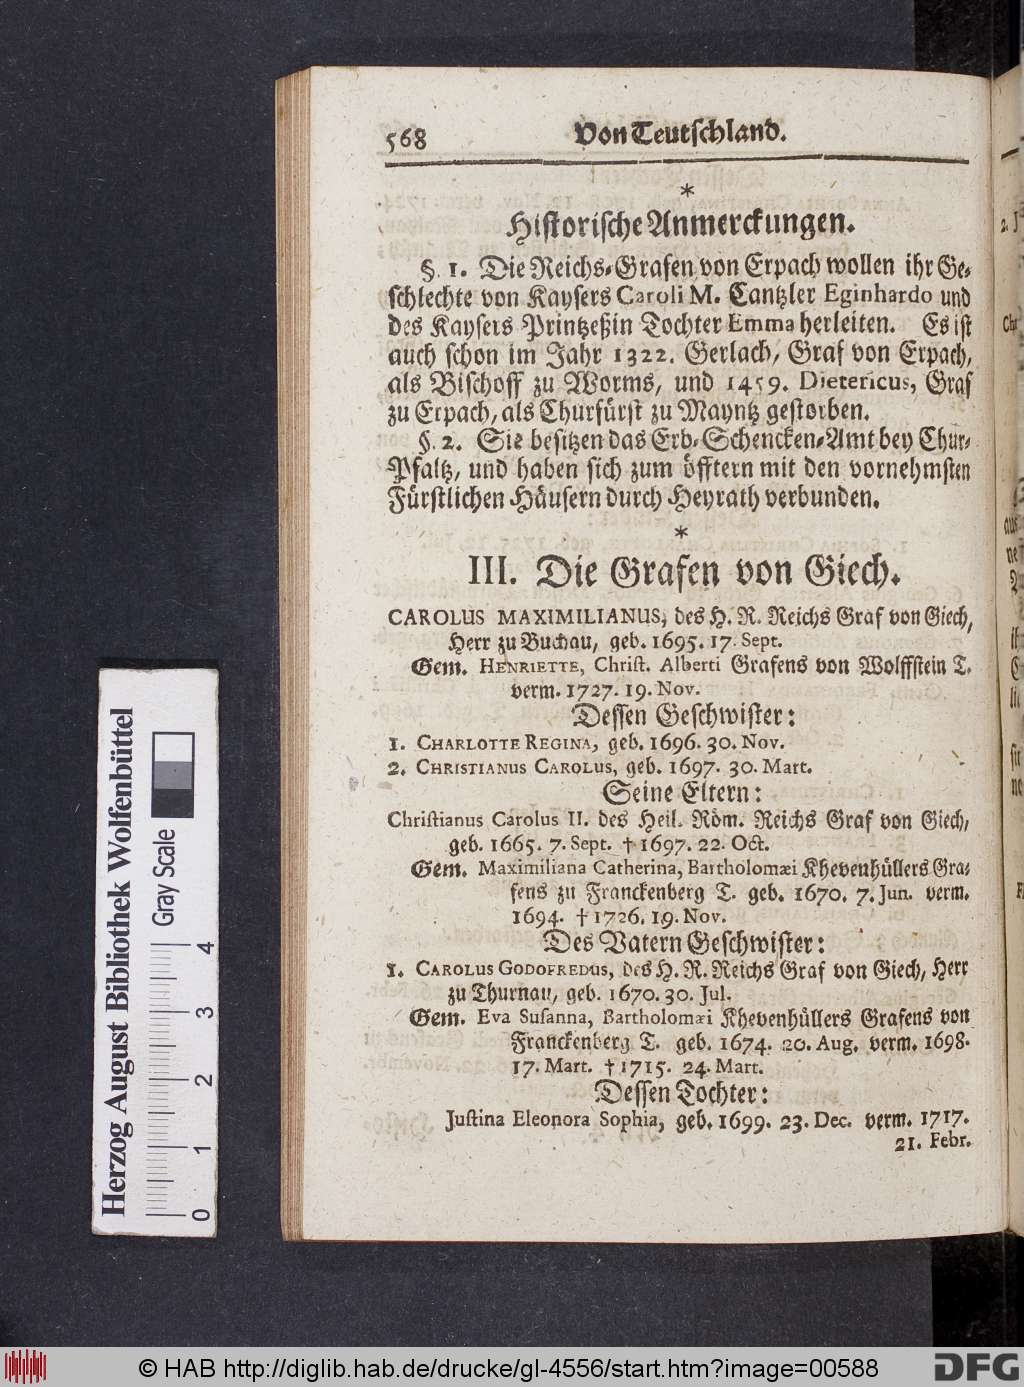 568 Von Teutschland.
*
Historische Anmerckungen.
§. 1. Die Reichs-Grafen von Erpach wollen ihr Ge-
schlechte von Kaysers Caroli M. Cantzler Eginhardo und
des Kaysers Printzeßin Tochter Emma herleiten. Es ist
auch schon im Jahr 1322. Gerlach, Graf von Erpach,
als Bischoff zu Worms, und 1459. Dietericus, Graf
zu Erpach, als Churfürst zu Mayntz gestorben.
§. 2. Sie besitzen das Erb-Schencken-Amt bey Chur-
Pfaltz, und haben sich zum öfftern mit den vornehmsten
Fürstlichen Häusern durch Heyrath verbunden.
*
III. Die Grafen von Giech.
CAROLUS MAXIMILIANUS, des H. R. Reichs Graf von Giech,
Herr zu Buchau, geb. 1695. 17. Sept.
Gem. HENRIETTE, Christ. Alberti Grafens von Wolffstein T.
verm. 1727. 19. Nov.
Dessen Geschwister:
1. CHARLOTTE REGINA, geb. 1696. 30. Nov.
2. CHRISTIANUS CAROLUS, geb. 1697. 30. Mart.
Seine Eltern:
Christianus Carolus II. des Heil. Röm. Reichs Graf von Giech,
geb. 1665. 7. Sept. † 1697. 22. Oct.
Gem. Maximiliana Catherina, Bartholomæi Khevenhüllers Gra-
fens zu Franckenberg T. geb. 1670. 7. Jun. verm.
1694. † 1726. 19. Nov.
Des Vatern Geschwister:
1. CAROLUS GODOFREDUS, des H. R. Reichs Graf von Giech, Herr
zu Thurnau, geb. 1670. 30. Jul.
Gem. Eva Susanna, Bartholomæi Khevenhüllers Grafens von
Franckenberg T. geb. 1674. 20. Aug. verm. 1698.
17. Mart. † 1715. 24. Mart.
Dessen Tochter:
Justina Eleonora Sophia, geb. 1699. 23. Dec. verm. 1717.
21. Febr.
Herzog August Bibliothek Wolfenbüttel
Gray Scale
0 1 2 3 4
© HAB http://diglib.hab.de/drucke/gl-4556/start.htm?image=00588
DFG